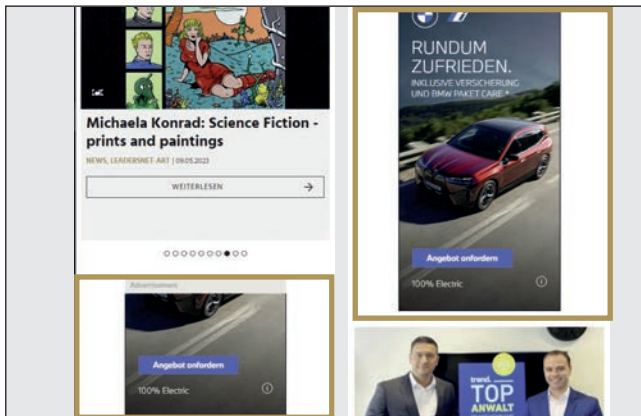 Michaela Konrad: Science Fiction -
prints and paintings
NEWS, LEADERSNET-ART | 09.05.2023
WEITERLESEN →
Advertisement
Angebot anfordern
100% Electric
RUNDUM
ZUFRIEDEN.
INKLUSIVE VERSICHERUNG
UND BMW PAKET CARE.*
Angebot anfordern
100% Electric
trend.
TOP
ANWALT